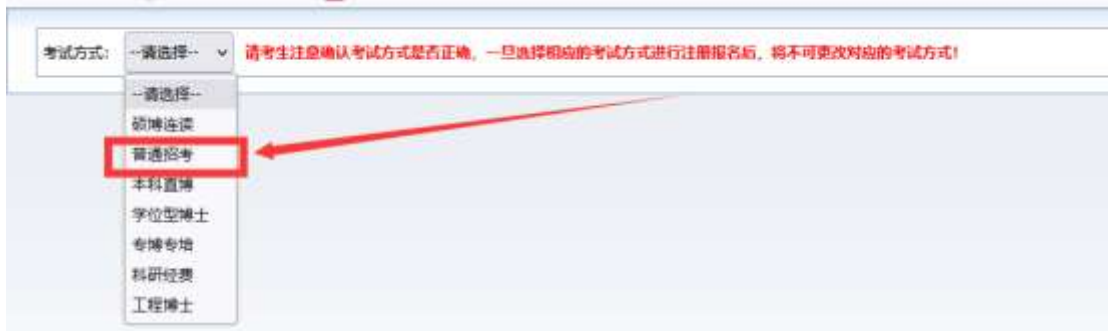 考试方式: --请选择-- 请考生注意确认考试方式是否正确，一旦选择相应的考试方式进行注册报名后，将不可更改对应的考试方式!
--请选择--
硕博连读
普通招考
本科直博
学位型博士
专博专培
科研经费
工程博士